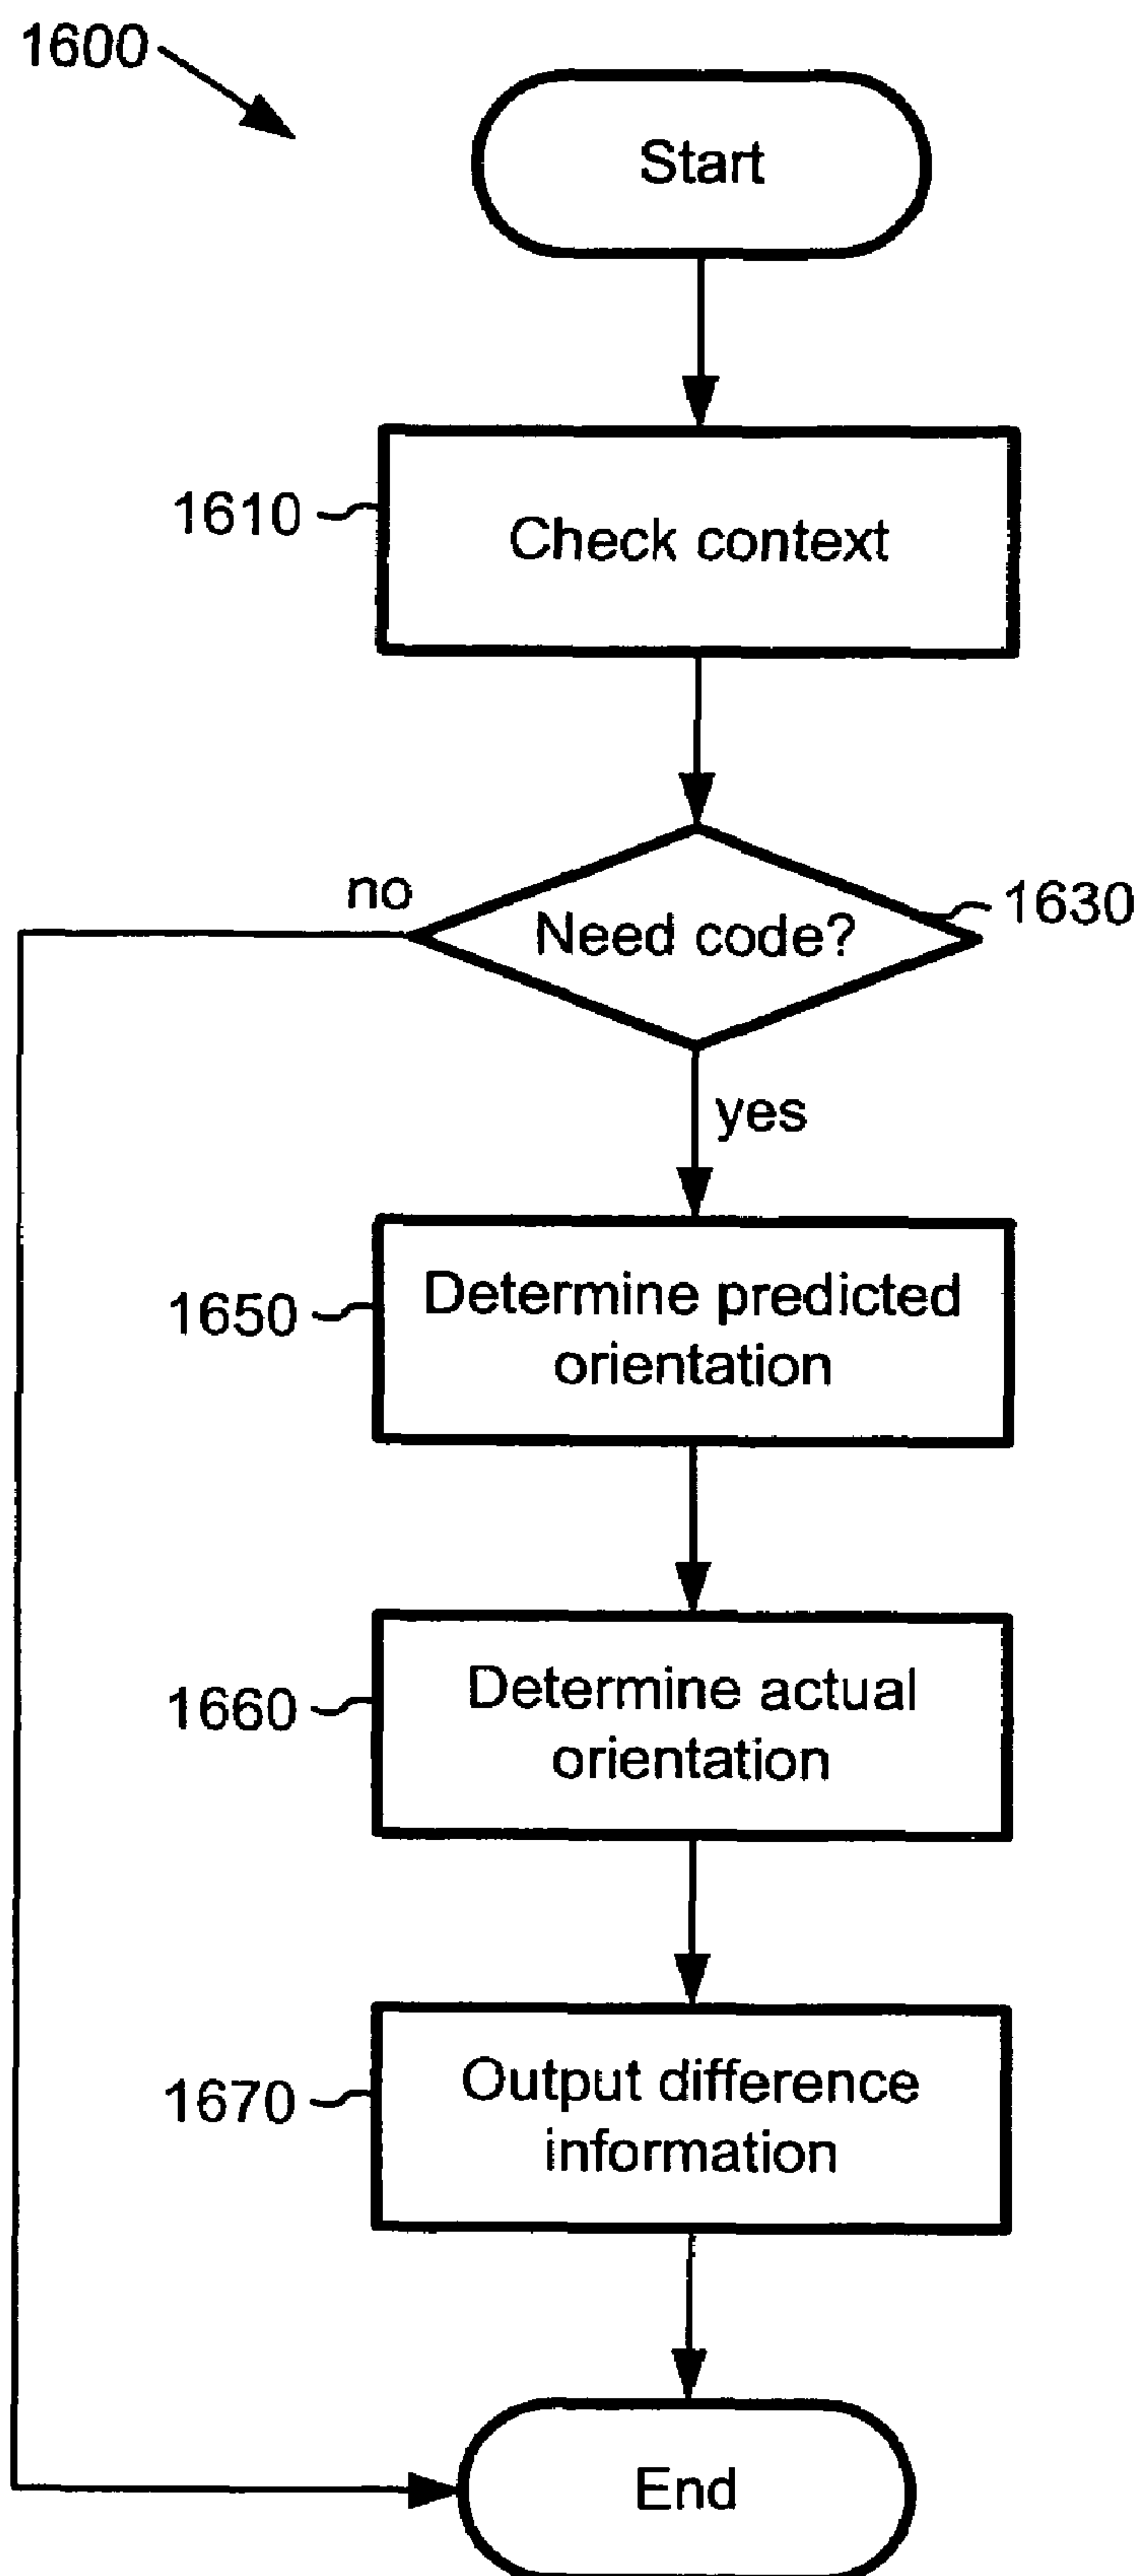 1600
Start
1610
Check context
no
Need code?
1630
yes
1650
Determine predicted
orientation
1660
Determine actual
orientation
1670
Output difference
information
End